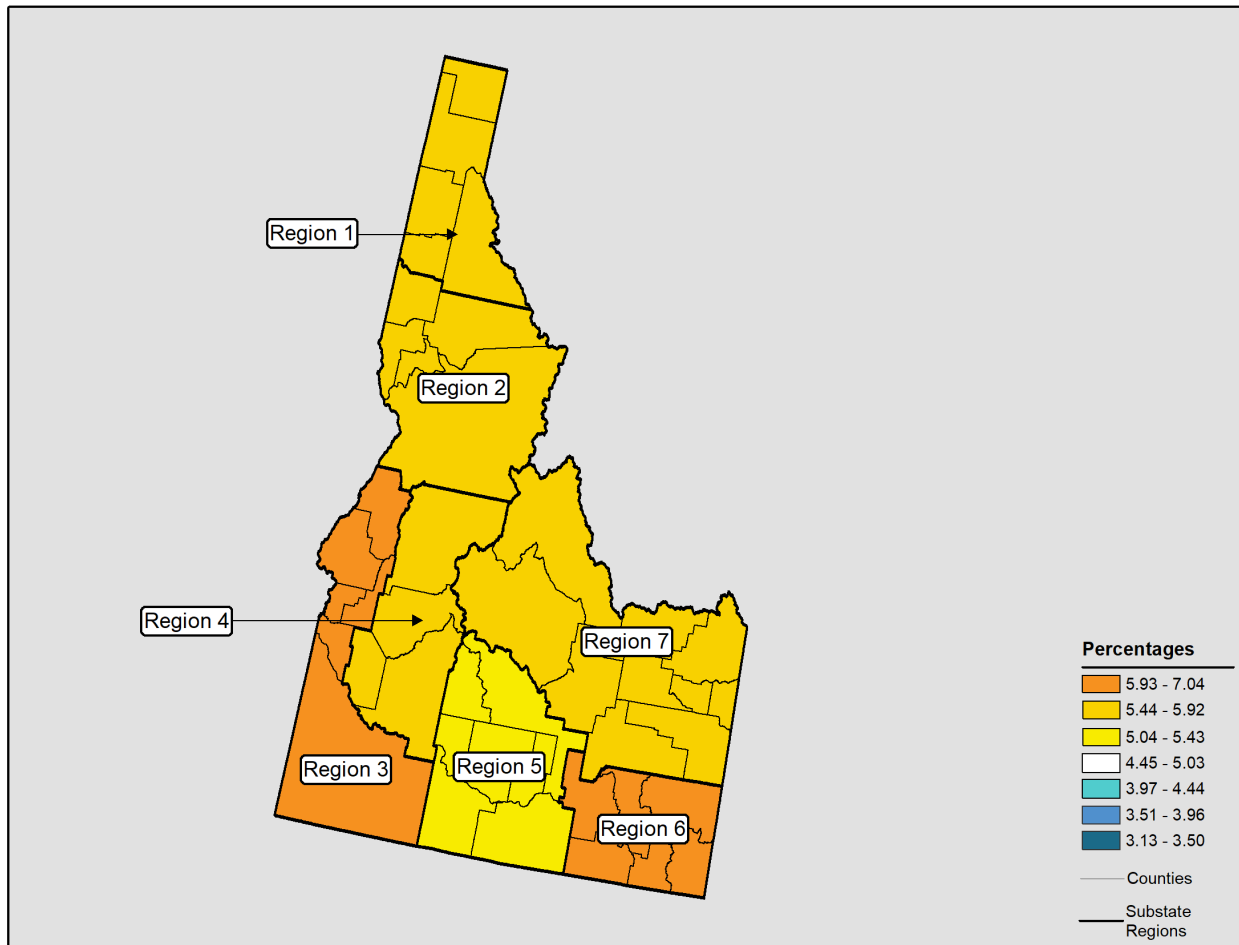 Region 1
Region 2
Region 4
Region 7
Region 3
Region 5
Region 6
Percentages
5.93 - 7.04
5.44 - 5.92
5.04 - 5.43
4.45 - 5.03
3.97 - 4.44
3.51 - 3.96
3.13 - 3.50
Counties
Substate
Regions